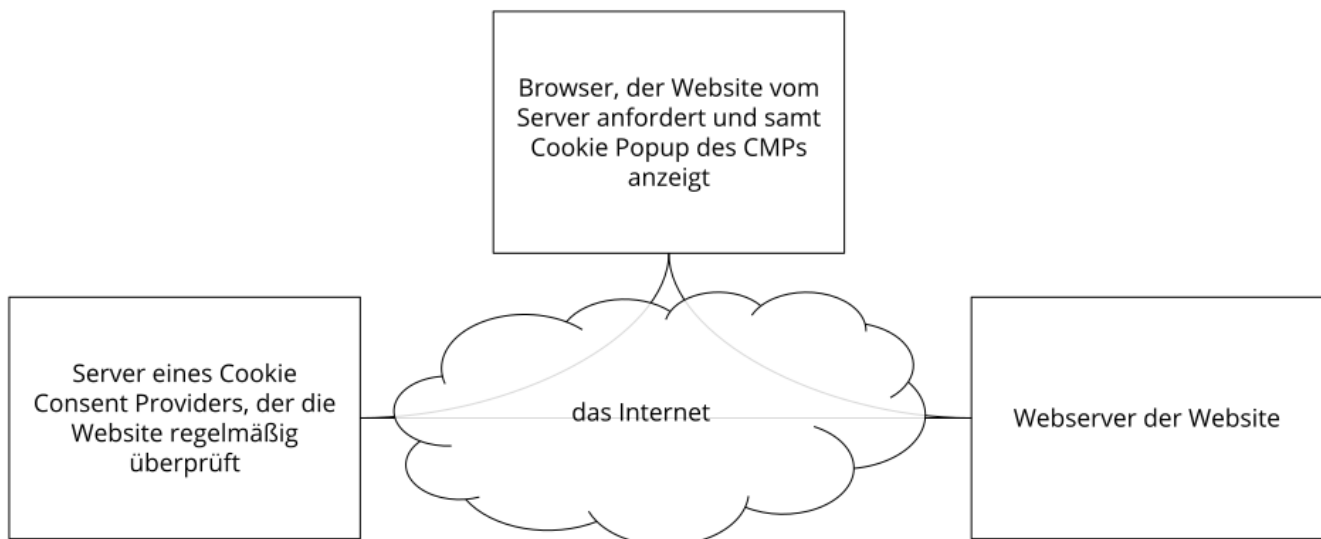 Browser, der Website vom
Server anfordert und samt
Cookie Popup des CMPs
anzeigt
Server eines Cookie
Consent Providers, der die
Website regelmäßig
überprüft
das Internet
Webserver der Website